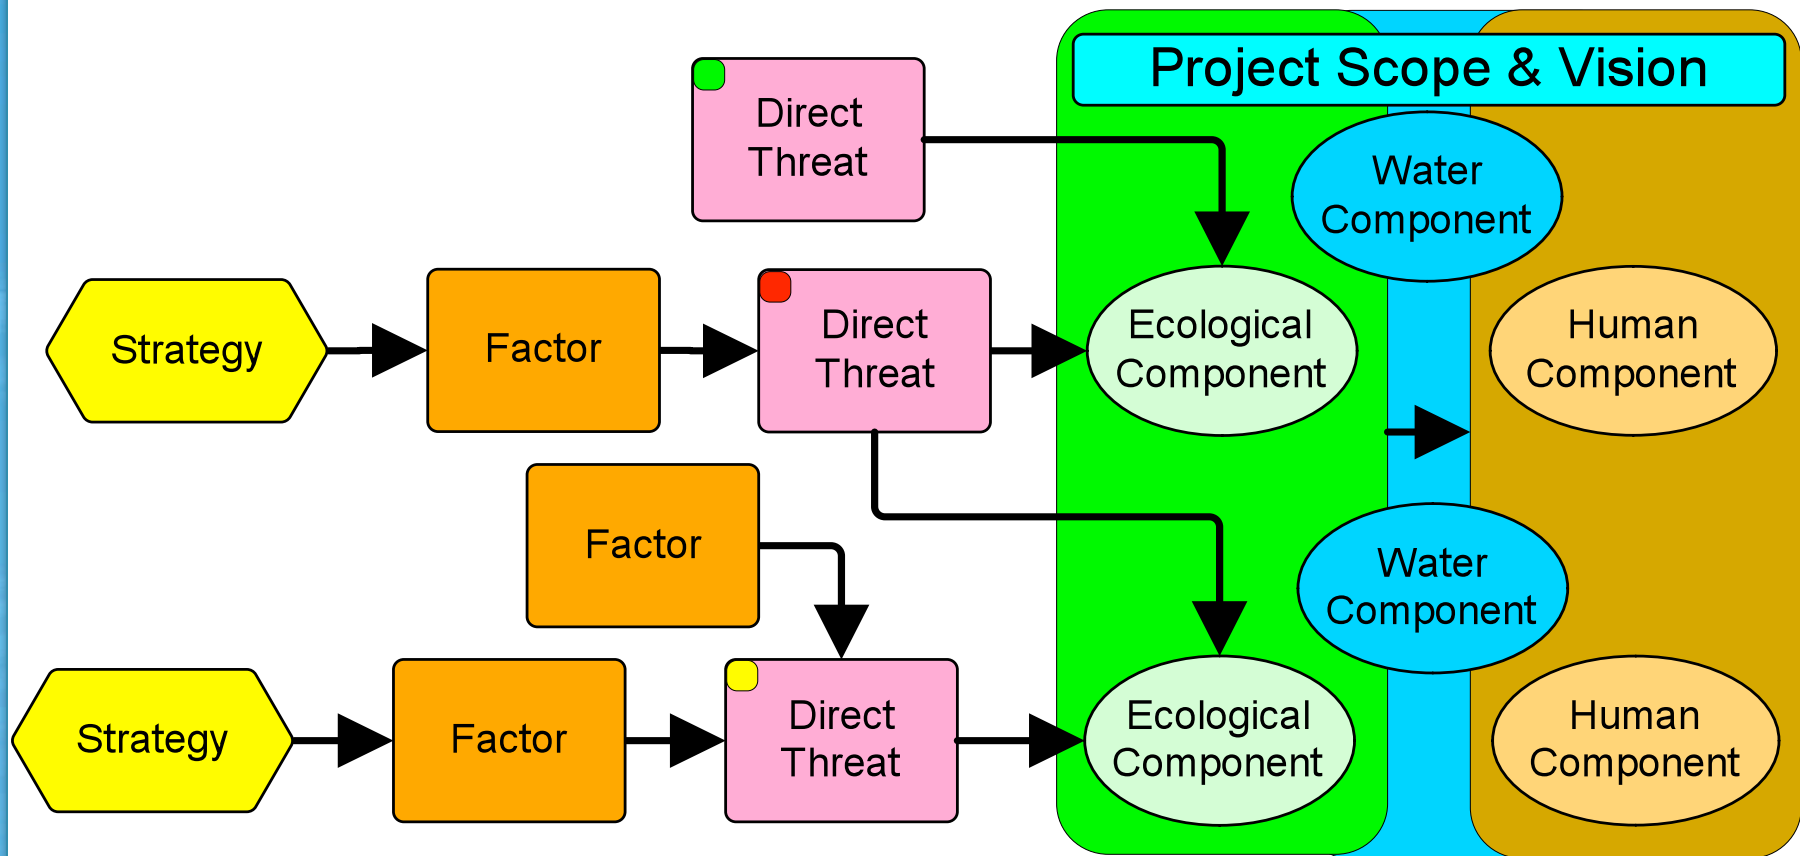 Project Scope & Vision
Direct
Threat
Water
Component
Strategy
Factor
Direct
Threat
Ecological
Component
Human
Component
Factor
Water
Component
Strategy
Factor
Direct
Threat
Ecological
Component
Human
Component